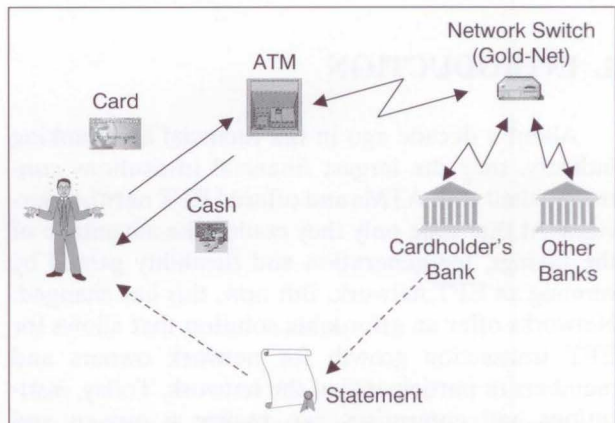 Network Switch
(Gold-Net)
ATM
Card
Cash
Cardholder's
Bank
Other
Banks
Statement